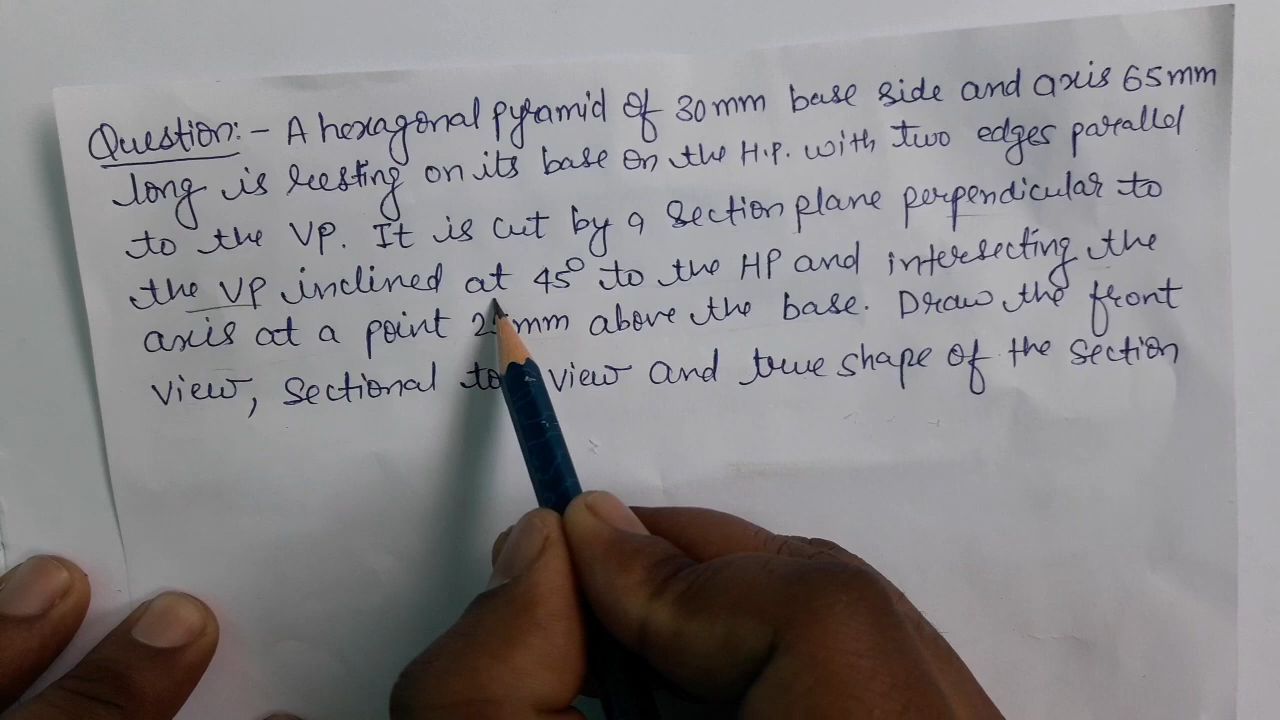 Question:- A hexagonal pyramid of 30mm base side and axis 65mm
long is resting on its base on the H.P. with two edges parallel
to the VP. It is cut by a section plane perpendicular to
the VP inclined at 45° to the HP and intersecting the
axis at a point mm above the base. Draw the front
view, sectional view and true shape of the section